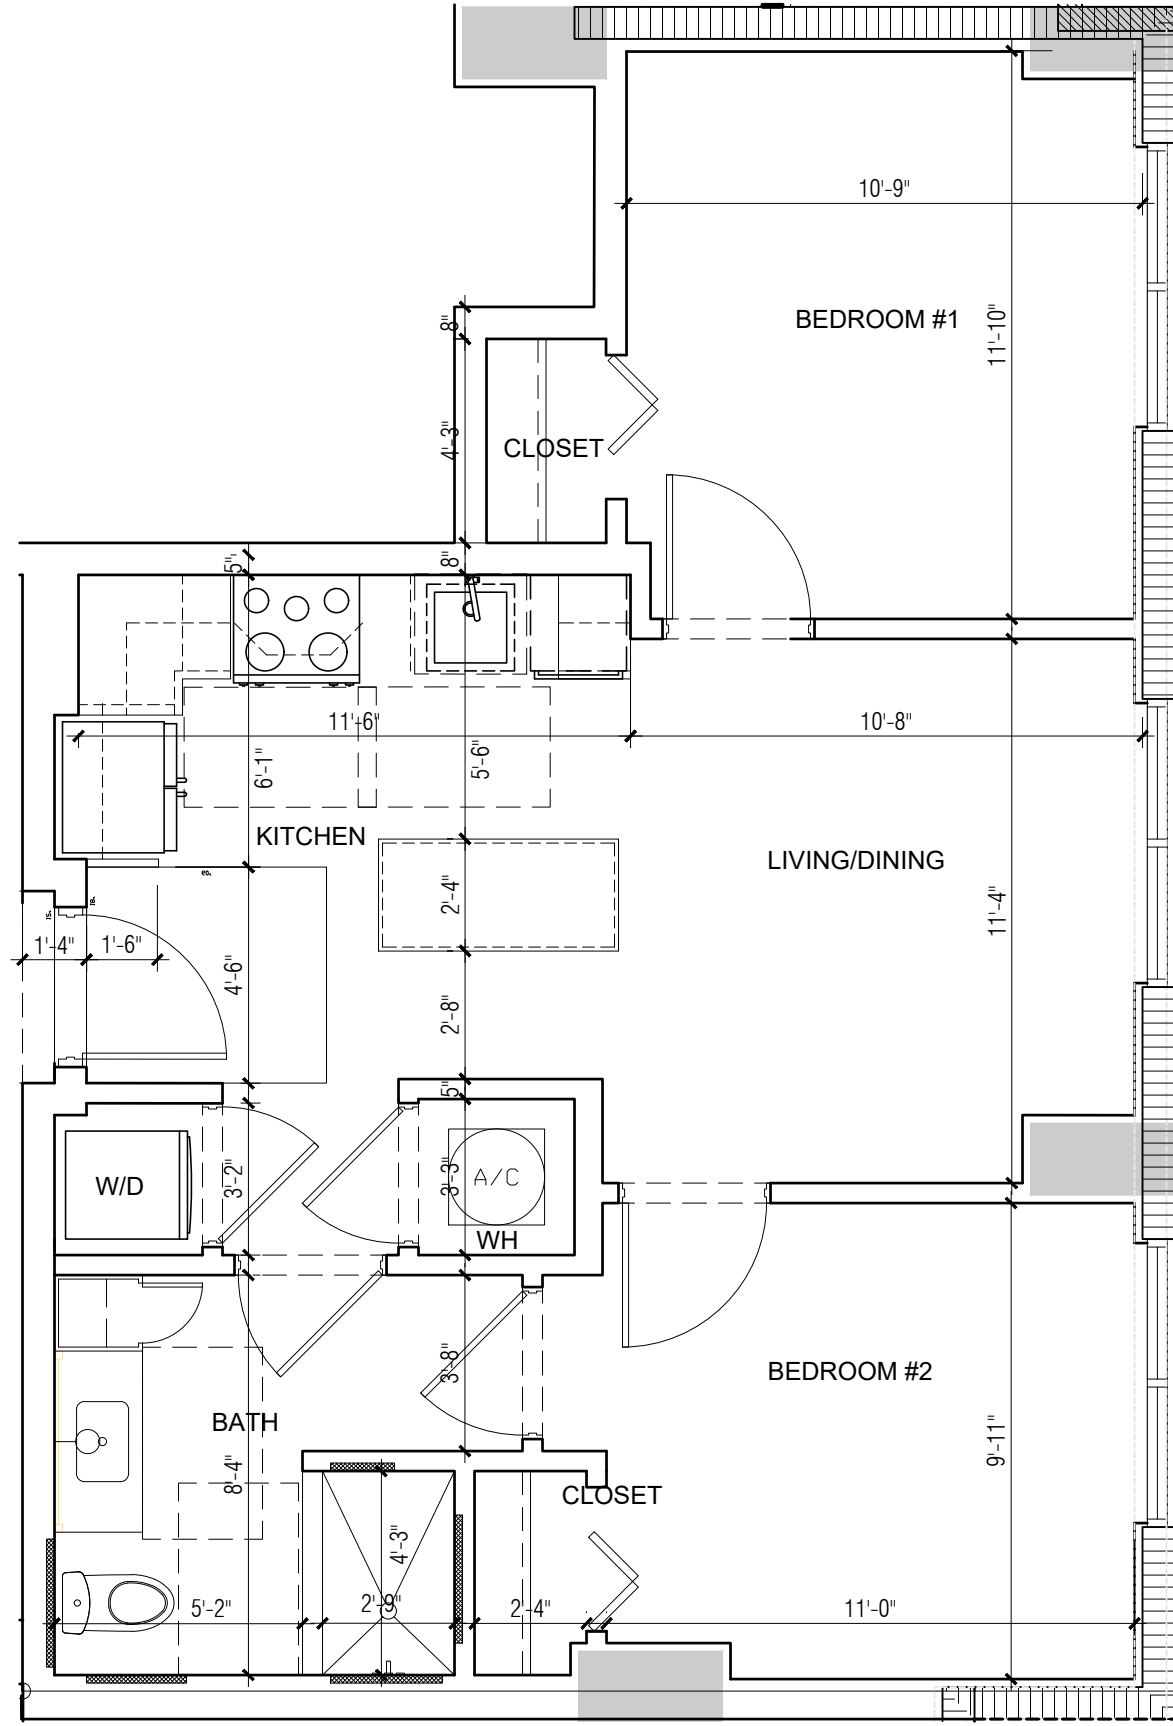 10'-9"
BEDROOM #1
8"
11'-10"
4'-3"
CLOSET
5"
8"
11'-6"
10'-8"
6'-1"
5'-6"
KITCHEN
LIVING/DINING
2'-4"
11'-4"
1'-4"
1'-6"
4'-6"
2'-8"
5"
W/D
3'-2"
3'-3"
A/C
WH
3'-8"
BEDROOM #2
BATH
8'-4"
9'-11"
CLOSET
4'-3"
5'-2"
2'-9"
2'-4"
11'-0"